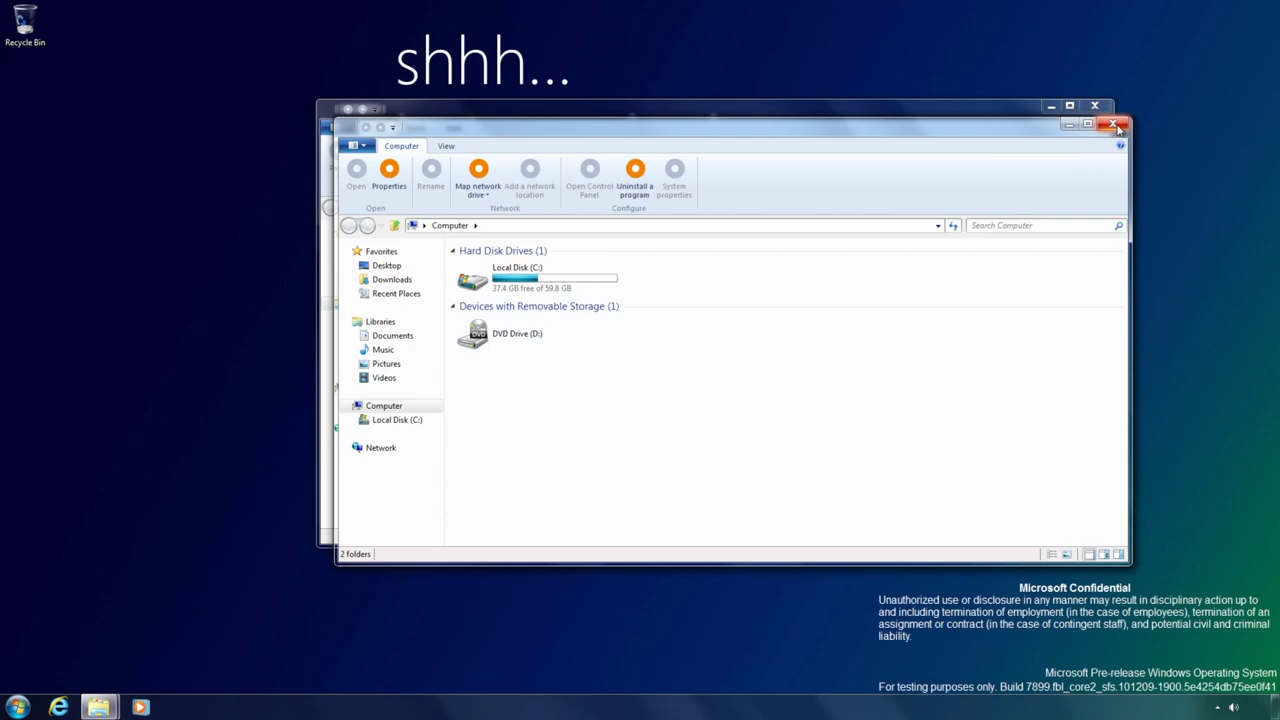 Recycle Bin
shhh...
Computer
View
Open
Properties
Rename
Map network drive
Add a network location
Open Control Panel
Uninstall a program
System properties
Open
Network
Configure
Computer
Search Computer
Favorites
Desktop
Downloads
Recent Places
Libraries
Documents
Music
Pictures
Videos
Computer
Local Disk (C:)
Network
Hard Disk Drives (1)
Local Disk (C:)
37.4 GB free of 59.8 GB
Devices with Removable Storage (1)
DVD Drive (D:)
DVD
2 folders
Microsoft Confidential
Unauthorized use or disclosure in any manner may result in disciplinary action up to
and including termination of employment (in the case of employees), termination of an
assignment or contract (in the case of contingent staff), and potential civil and criminal
liability.
Microsoft Pre-release Windows Operating System
For testing purposes only. Build 7899.fbl_core2_sfs.101209-1900.5e4254db75ee0f41